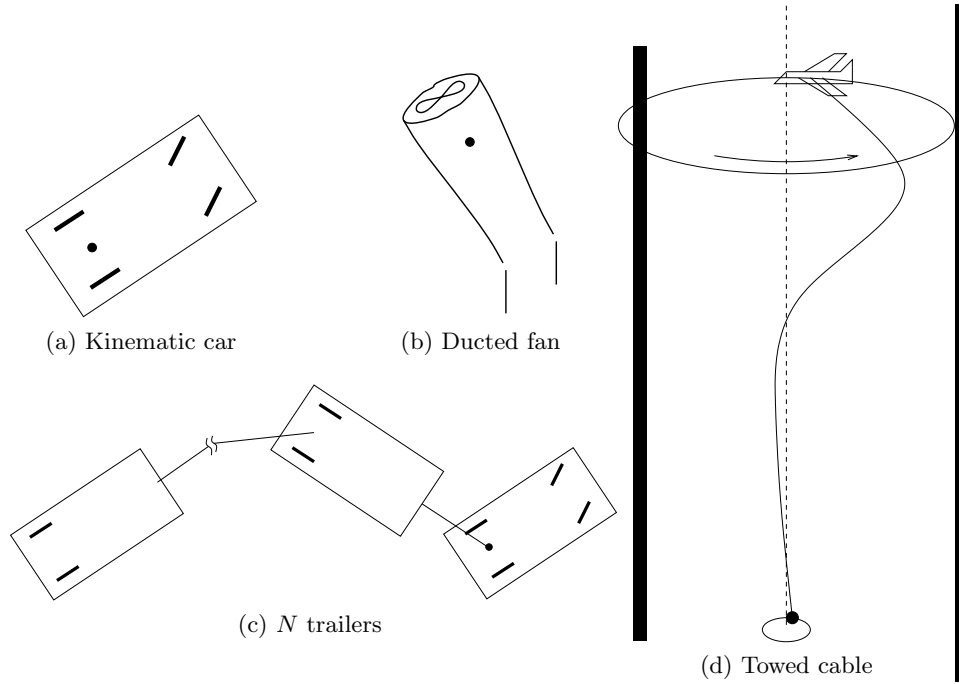 (a) Kinematic car
(b) Ducted fan
(c) N trailers
(d) Towed cable